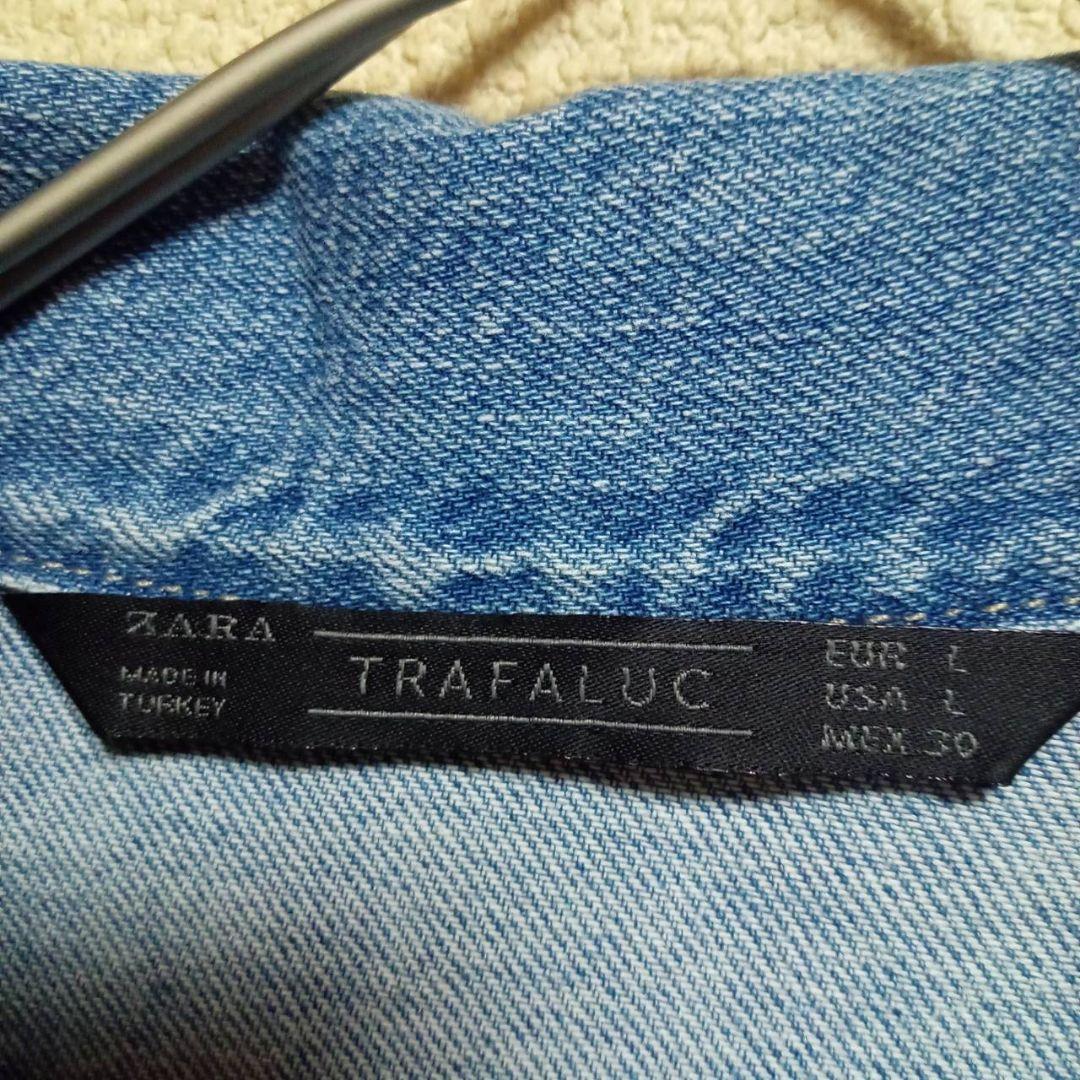 ZARA
MADE IN
TURKEY
TRAFALUC
EUR L
USA L
MEX 30